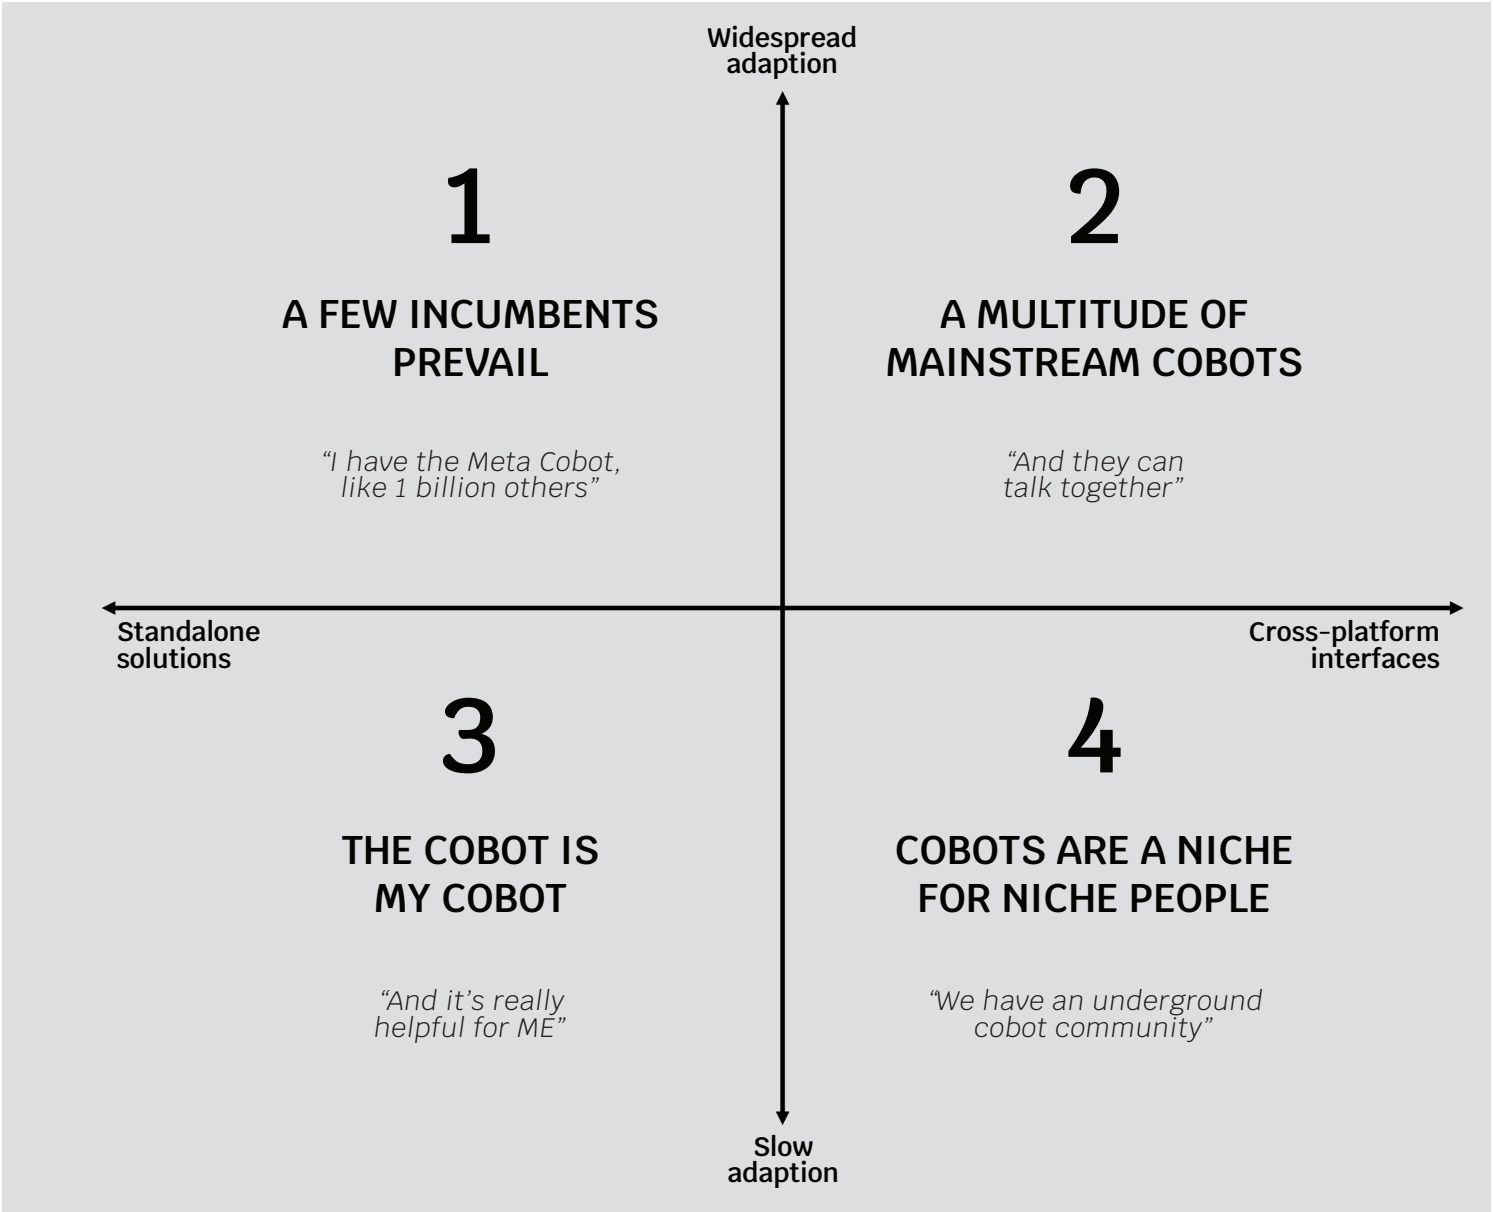 Widespread
adaption
1
A FEW INCUMBENTS
PREVAIL
“I have the Meta Cobot,
like 1 billion others”
2
A MULTITUDE OF
MAINSTREAM COBOTS
“And they can
talk together”
Standalone
solutions
Cross-platform
interfaces
3
THE COBOT IS
MY COBOT
“And it’s really
helpful for ME”
4
COBOTS ARE A NICHE
FOR NICHE PEOPLE
“We have an underground
cobot community”
Slow
adaption